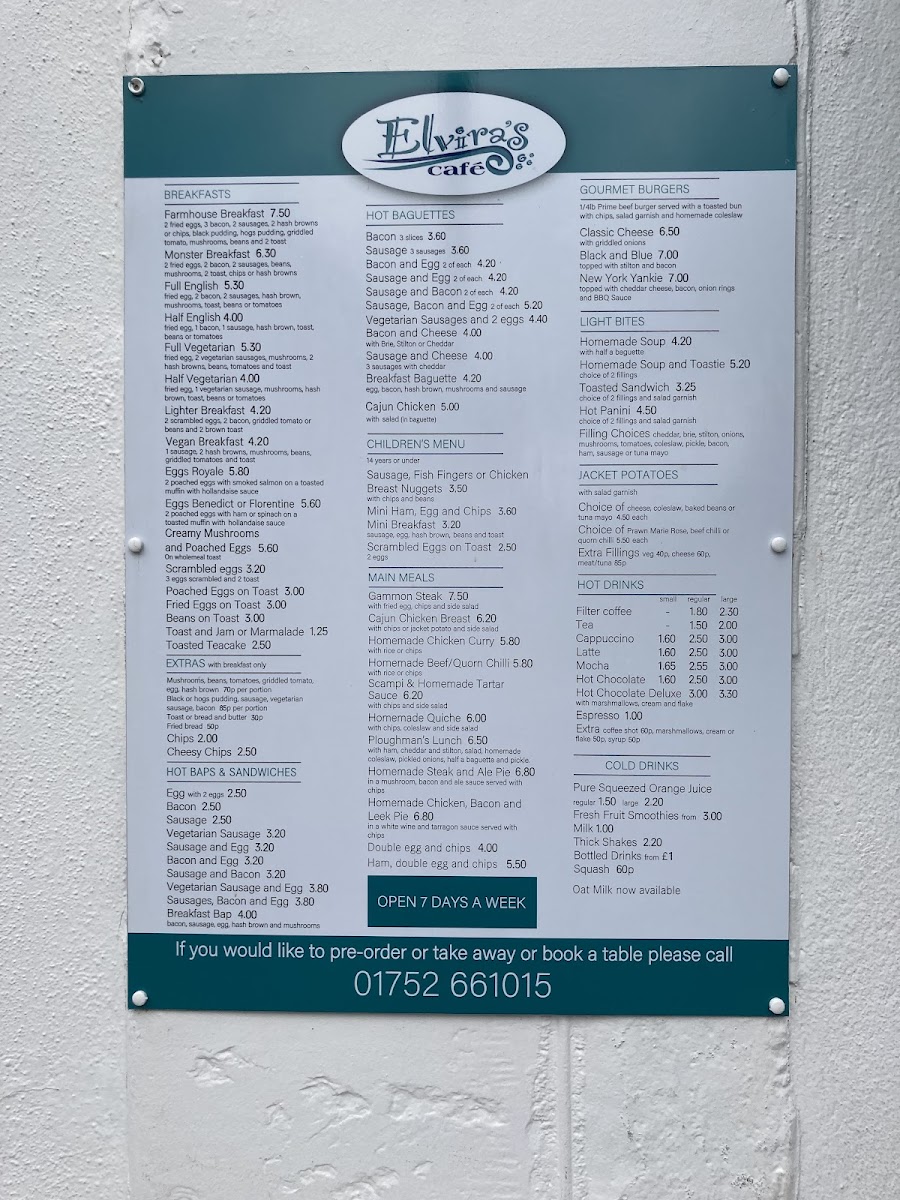 Elvira's
café
BREAKFASTS
Farmhouse Breakfast 7.50
2 fried eggs, 3 bacon, 2 sausages, 2 hash browns
or chips, black pudding, hogs pudding, griddled
tomato, mushrooms, beans and 2 toast
Monster Breakfast 6.30
2 fried eggs, 2 bacon, 2 sausages, beans,
mushrooms, 2 toast, chips or hash browns
Full English 5.30
fried egg, 2 bacon, 2 sausages, hash brown,
mushrooms, toast, beans or tomatoes
Half English 4.00
fried egg, 1 bacon, 1 sausage, hash brown, toast,
beans or tomatoes
Full Vegetarian 5.30
fried egg, 2 vegetarian sausages, mushrooms, 2
hash browns, beans, tomatoes and toast
Half Vegetarian 4.00
fried egg, 1 vegetarian sausage, mushrooms, hash
brown, toast, beans or tomatoes
Lighter Breakfast 4.20
2 scrambled eggs, 2 bacon, griddled tomato or
beans and 2 brown toast
Vegan Breakfast 4.20
1 sausage, 2 hash browns, mushrooms, beans,
griddled tomatoes and toast
Eggs Royale 5.80
2 poached eggs with smoked salmon on a toasted
muffin with hollandaise sauce
Eggs Benedict or Florentine 5.60
2 poached eggs with ham or spinach on a
toasted muffin with hollandaise sauce
Creamy Mushrooms
and Poached Eggs 5.60
On wholemeal toast
Scrambled eggs 3.20
3 eggs scrambled and 2 toast
Poached Eggs on Toast 3.00
Fried Eggs on Toast 3.00
Beans on Toast 3.00
Toast and Jam or Marmalade 1.25
Toasted Teacake 2.50
EXTRAS with breakfast only
Mushrooms, beans, tomatoes, griddled tomato,
egg, hash brown 70p per portion
Black or hogs pudding, sausage, vegetarian
sausage, bacon 85p per portion
Toast or bread and butter 30p
Fried bread 50p
Chips 2.00
Cheesy Chips 2.50
HOT BAPS & SANDWICHES
Egg with 2 eggs 2.50
Bacon 2.50
Sausage 2.50
Vegetarian Sausage 3.20
Sausage and Egg 3.20
Bacon and Egg 3.20
Sausage and Bacon 3.20
Vegetarian Sausage and Egg 3.80
Sausages, Bacon and Egg 3.80
Breakfast Bap 4.00
bacon, sausage, egg, hash brown and mushrooms
HOT BAGUETTES
Bacon 3 slices 3.60
Sausage 3 sausages 3.60
Bacon and Egg 2 of each 4.20
Sausage and Egg 2 of each 4.20
Sausage and Bacon 2 of each 4.20
Sausage, Bacon and Egg 2 of each 5.20
Vegetarian Sausages and 2 eggs 4.40
Bacon and Cheese 4.00
with Brie, Stilton or Cheddar
Sausage and Cheese 4.00
3 sausages with cheddar
Breakfast Baguette 4.20
egg, bacon, hash brown, mushrooms and sausage
Cajun Chicken 5.00
with salad (in baguette)
CHILDREN'S MENU
14 years or under
Sausage, Fish Fingers or Chicken
Breast Nuggets 3.50
with chips and beans
Mini Ham, Egg and Chips 3.60
Mini Breakfast 3.20
sausage, egg, hash brown, beans and toast
Scrambled Eggs on Toast 2.50
2 eggs
MAIN MEALS
Gammon Steak 7.50
with fried egg, chips and side salad
Cajun Chicken Breast 6.20
with chips or jacket potato and side salad
Homemade Chicken Curry 5.80
with rice or chips
Homemade Beef/Quorn Chilli 5.80
with rice or chips
Scampi & Homemade Tartar
Sauce 6.20
with chips and side salad
Homemade Quiche 6.00
with chips, coleslaw and side salad
Ploughman's Lunch 6.50
with ham, cheddar and stilton, salad, homemade
coleslaw, pickled onions, half a baguette and pickle.
Homemade Steak and Ale Pie 6.80
in a mushroom, bacon and ale sauce served with
chips
Homemade Chicken, Bacon and
Leek Pie 6.80
in a white wine and tarragon sauce served with
chips
Double egg and chips 4.00
Ham, double egg and chips 5.50
OPEN 7 DAYS A WEEK
GOURMET BURGERS
1/4lb Prime beef burger served with a toasted bun
with chips, salad garnish and homemade coleslaw
Classic Cheese 6.50
with griddled onions
Black and Blue 7.00
topped with stilton and bacon
New York Yankie 7.00
topped with cheddar cheese, bacon, onion rings
and BBQ Sauce
LIGHT BITES
Homemade Soup 4.20
with half a baguette
Homemade Soup and Toastie 5.20
choice of 2 fillings
Toasted Sandwich 3.25
choice of 2 fillings and salad garnish
Hot Panini 4.50
choice of 2 fillings and salad garnish
Filling Choices cheddar, brie, stilton, onions,
mushrooms, tomatoes, coleslaw, pickle, bacon,
ham, sausage or tuna mayo
JACKET POTATOES
with salad garnish
Choice of cheese, coleslaw, baked beans or
tuna mayo 4.50 each
Choice of Prawn Marie Rose, beef chilli or
quorn chilli 5.50 each
Extra Fillings veg 40p, cheese 60p,
meat/tuna 85p
HOT DRINKS
small regular large
Filter coffee - 1.80 2.30
Tea - 1.50 2.00
Cappuccino 1.60 2.50 3.00
Latte 1.60 2.50 3.00
Mocha 1.65 2.55 3.00
Hot Chocolate 1.60 2.50 3.00
Hot Chocolate Deluxe 3.00 3.30
with marshmallows, cream and flake
Espresso 1.00
Extra coffee shot 60p, marshmallows, cream or
flake 50p, syrup 50p
COLD DRINKS
Pure Squeezed Orange Juice
regular 1.50 large 2.20
Fresh Fruit Smoothies from 3.00
Milk 1.00
Thick Shakes 2.20
Bottled Drinks from £1
Squash 60p
Oat Milk now available
If you would like to pre-order or take away or book a table please call
01752 661015